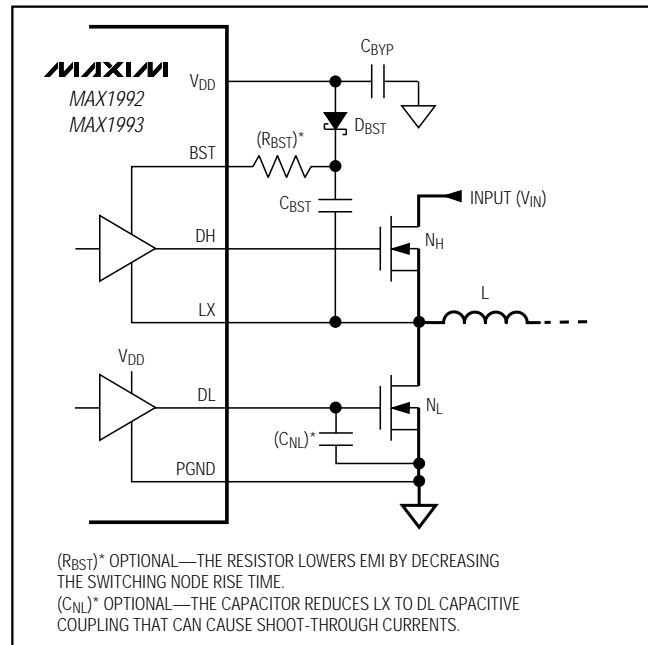 MAXIM
MAX1992
MAX1993
VDD
CBYP
DBST
(RBST)*
BST
CBST
INPUT (VIN)
DH
NH
LX
L
VDD
DL
NL
(CNL)*
PGND
(RBST)* OPTIONAL—THE RESISTOR LOWERS EMI BY DECREASING
THE SWITCHING NODE RISE TIME.
(CNL)* OPTIONAL—THE CAPACITOR REDUCES LX TO DL CAPACITIVE
COUPLING THAT CAN CAUSE SHOOT-THROUGH CURRENTS.